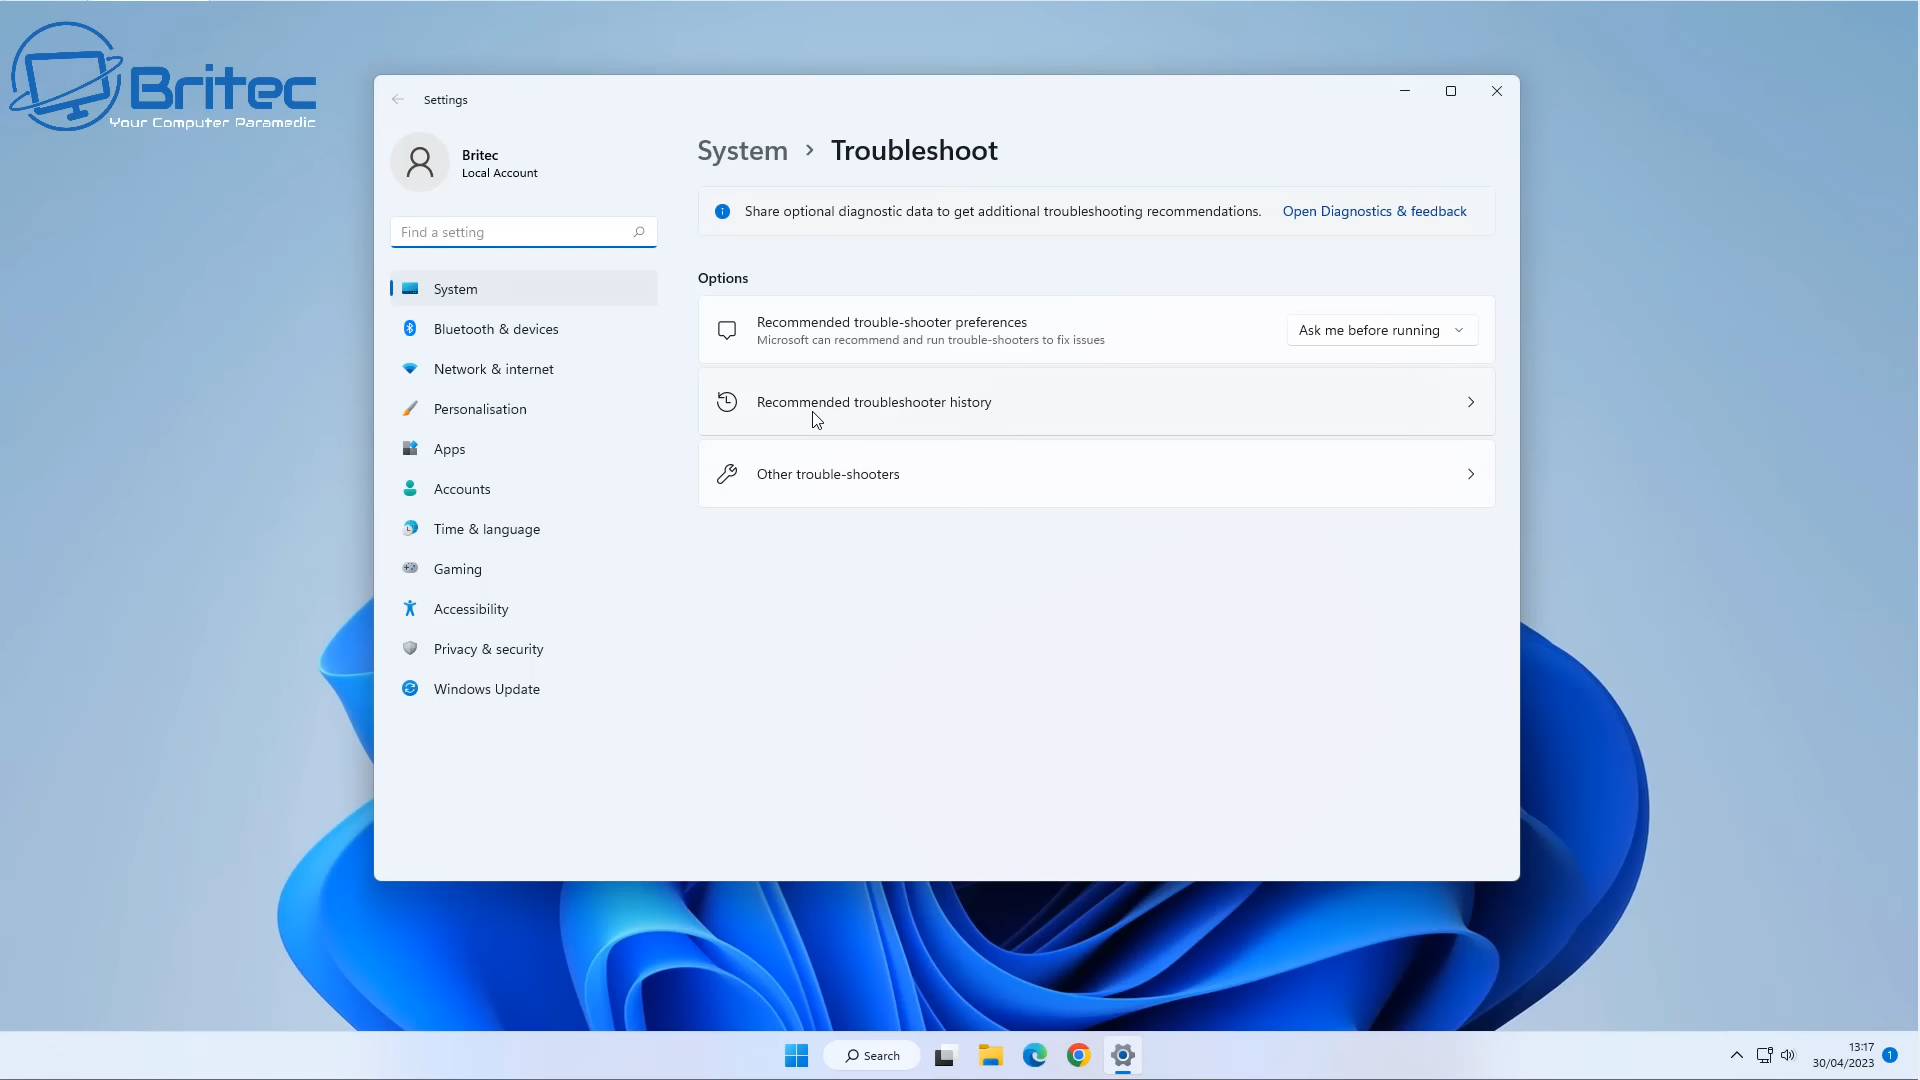 Britec
Your Computer Paramedic
Settings
Britec
Local Account
Find a setting
System
Bluetooth & devices
Network & internet
Personalisation
Apps
Accounts
Time & language
Gaming
Accessibility
Privacy & security
Windows Update
System > Troubleshoot
Share optional diagnostic data to get additional troubleshooting recommendations. Open Diagnostics & feedback
Options
Recommended trouble-shooter preferences
Microsoft can recommend and run trouble-shooters to fix issues
Ask me before running
Recommended troubleshooter history
Other trouble-shooters
Search
13:17
30/04/2023
1